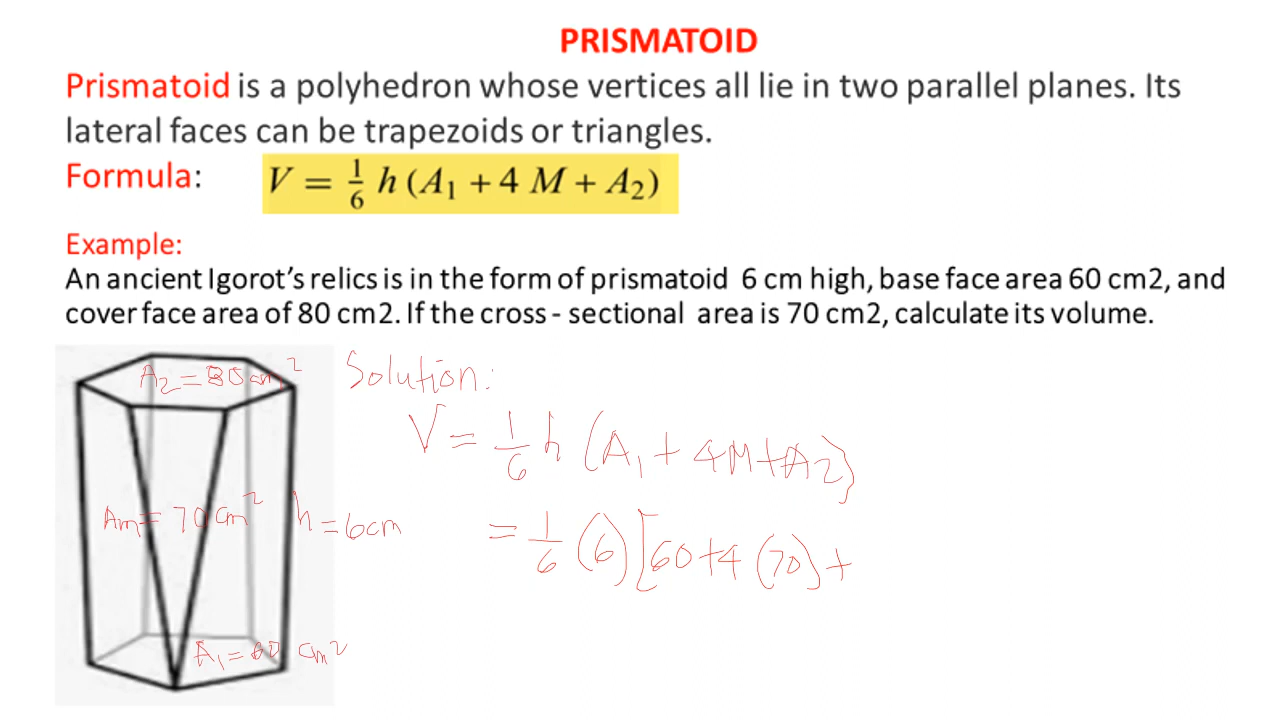 PRISMATOID
Prismatoid is a polyhedron whose vertices all lie in two parallel planes. Its
lateral faces can be trapezoids or triangles.
Formula: V = 1/6 h (A₁ + 4 M + A₂)
Example:
An ancient Igorot's relics is in the form of prismatoid 6 cm high, base face area 60 cm2, and
cover face area of 80 cm2. If the cross - sectional area is 70 cm2, calculate its volume.
A₂ = 80 cm²
Solution:
V = 1/6 h (A₁ + 4M + A2)
Am = 70 cm²
h = 6cm
= 1/6 (6) [60 + 4 (70) +
A₁ = 60 cm²